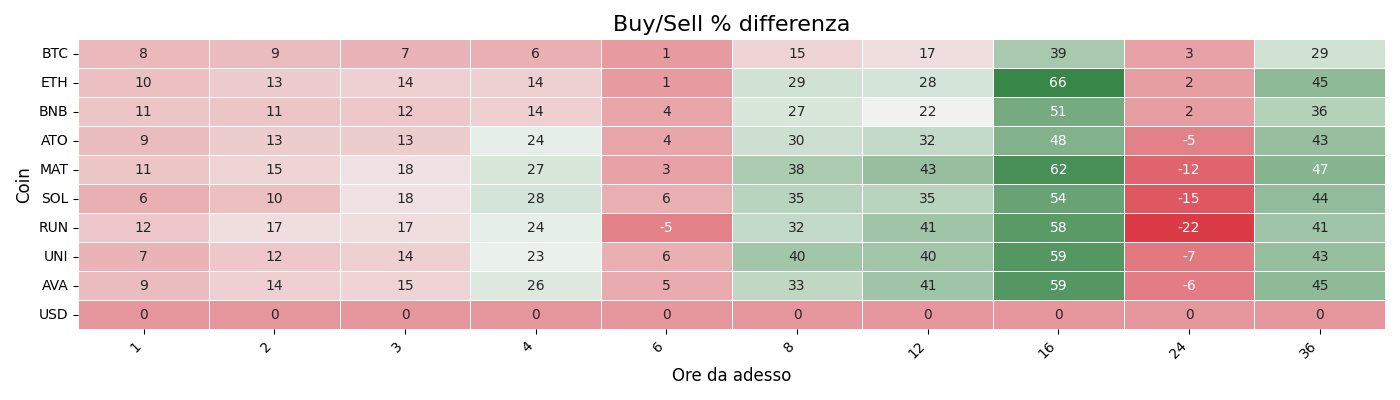 Buy/Sell % differenza
Coin
BTC 8 9 7 6 1 15 17 39 3 29
ETH 10 13 14 14 1 29 28 66 2 45
BNB 11 11 12 14 4 27 22 51 2 36
ATO 9 13 13 24 4 30 32 48 -5 43
MAT 11 15 18 27 3 38 43 62 -12 47
SOL 6 10 18 28 6 35 35 54 -15 44
RUN 12 17 17 24 -5 32 41 58 -22 41
UNI 7 12 14 23 6 40 40 59 -7 43
AVA 9 14 15 26 5 33 41 59 -6 45
USD 0 0 0 0 0 0 0 0 0 0
1 2 3 4 6 8 12 16 24 36
Ore da adesso